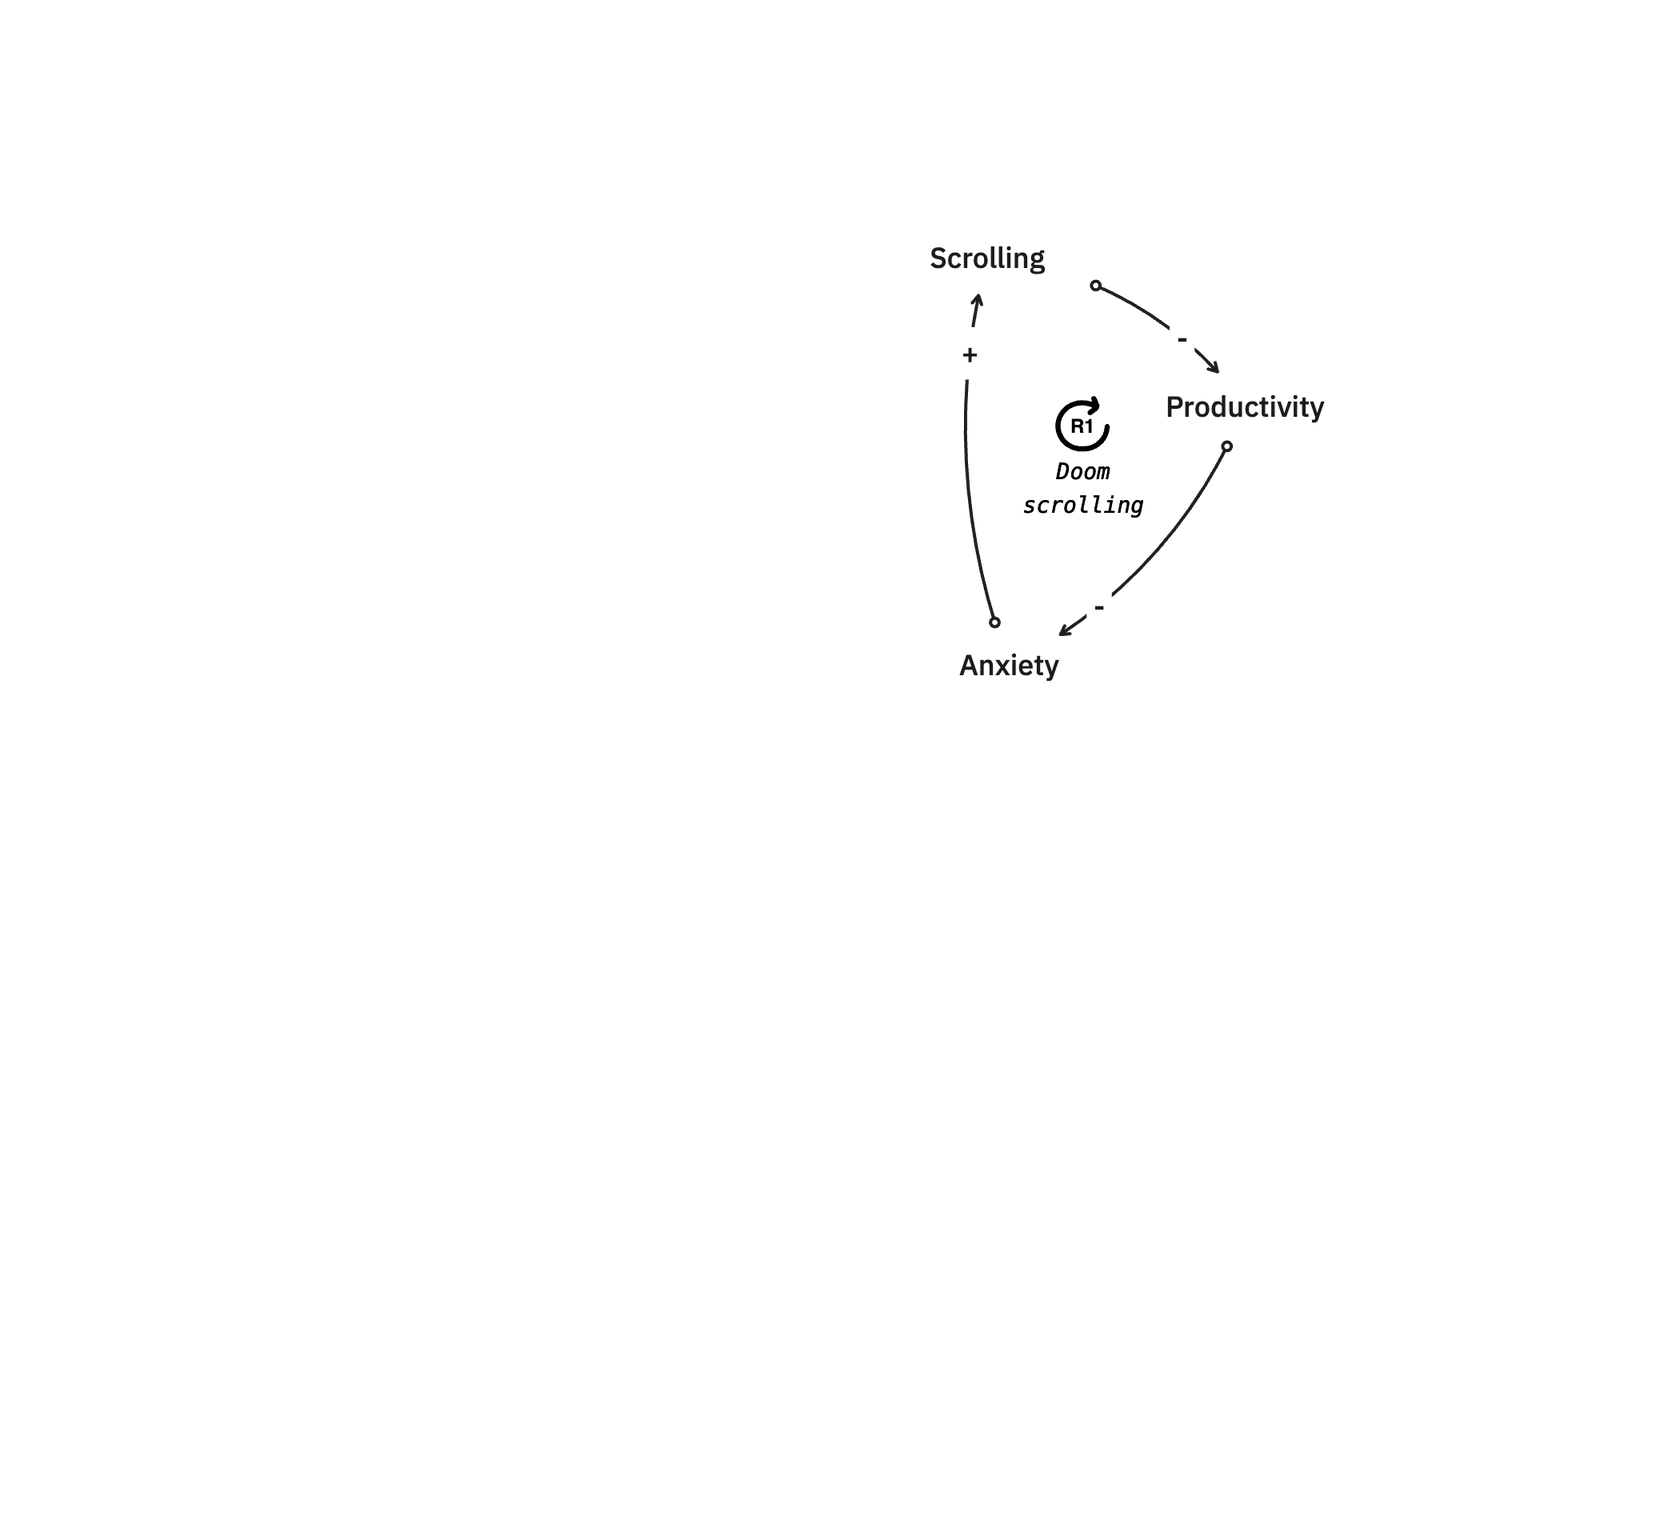 Scrolling
-
+
Productivity
R1
Doom
scrolling
-
Anxiety